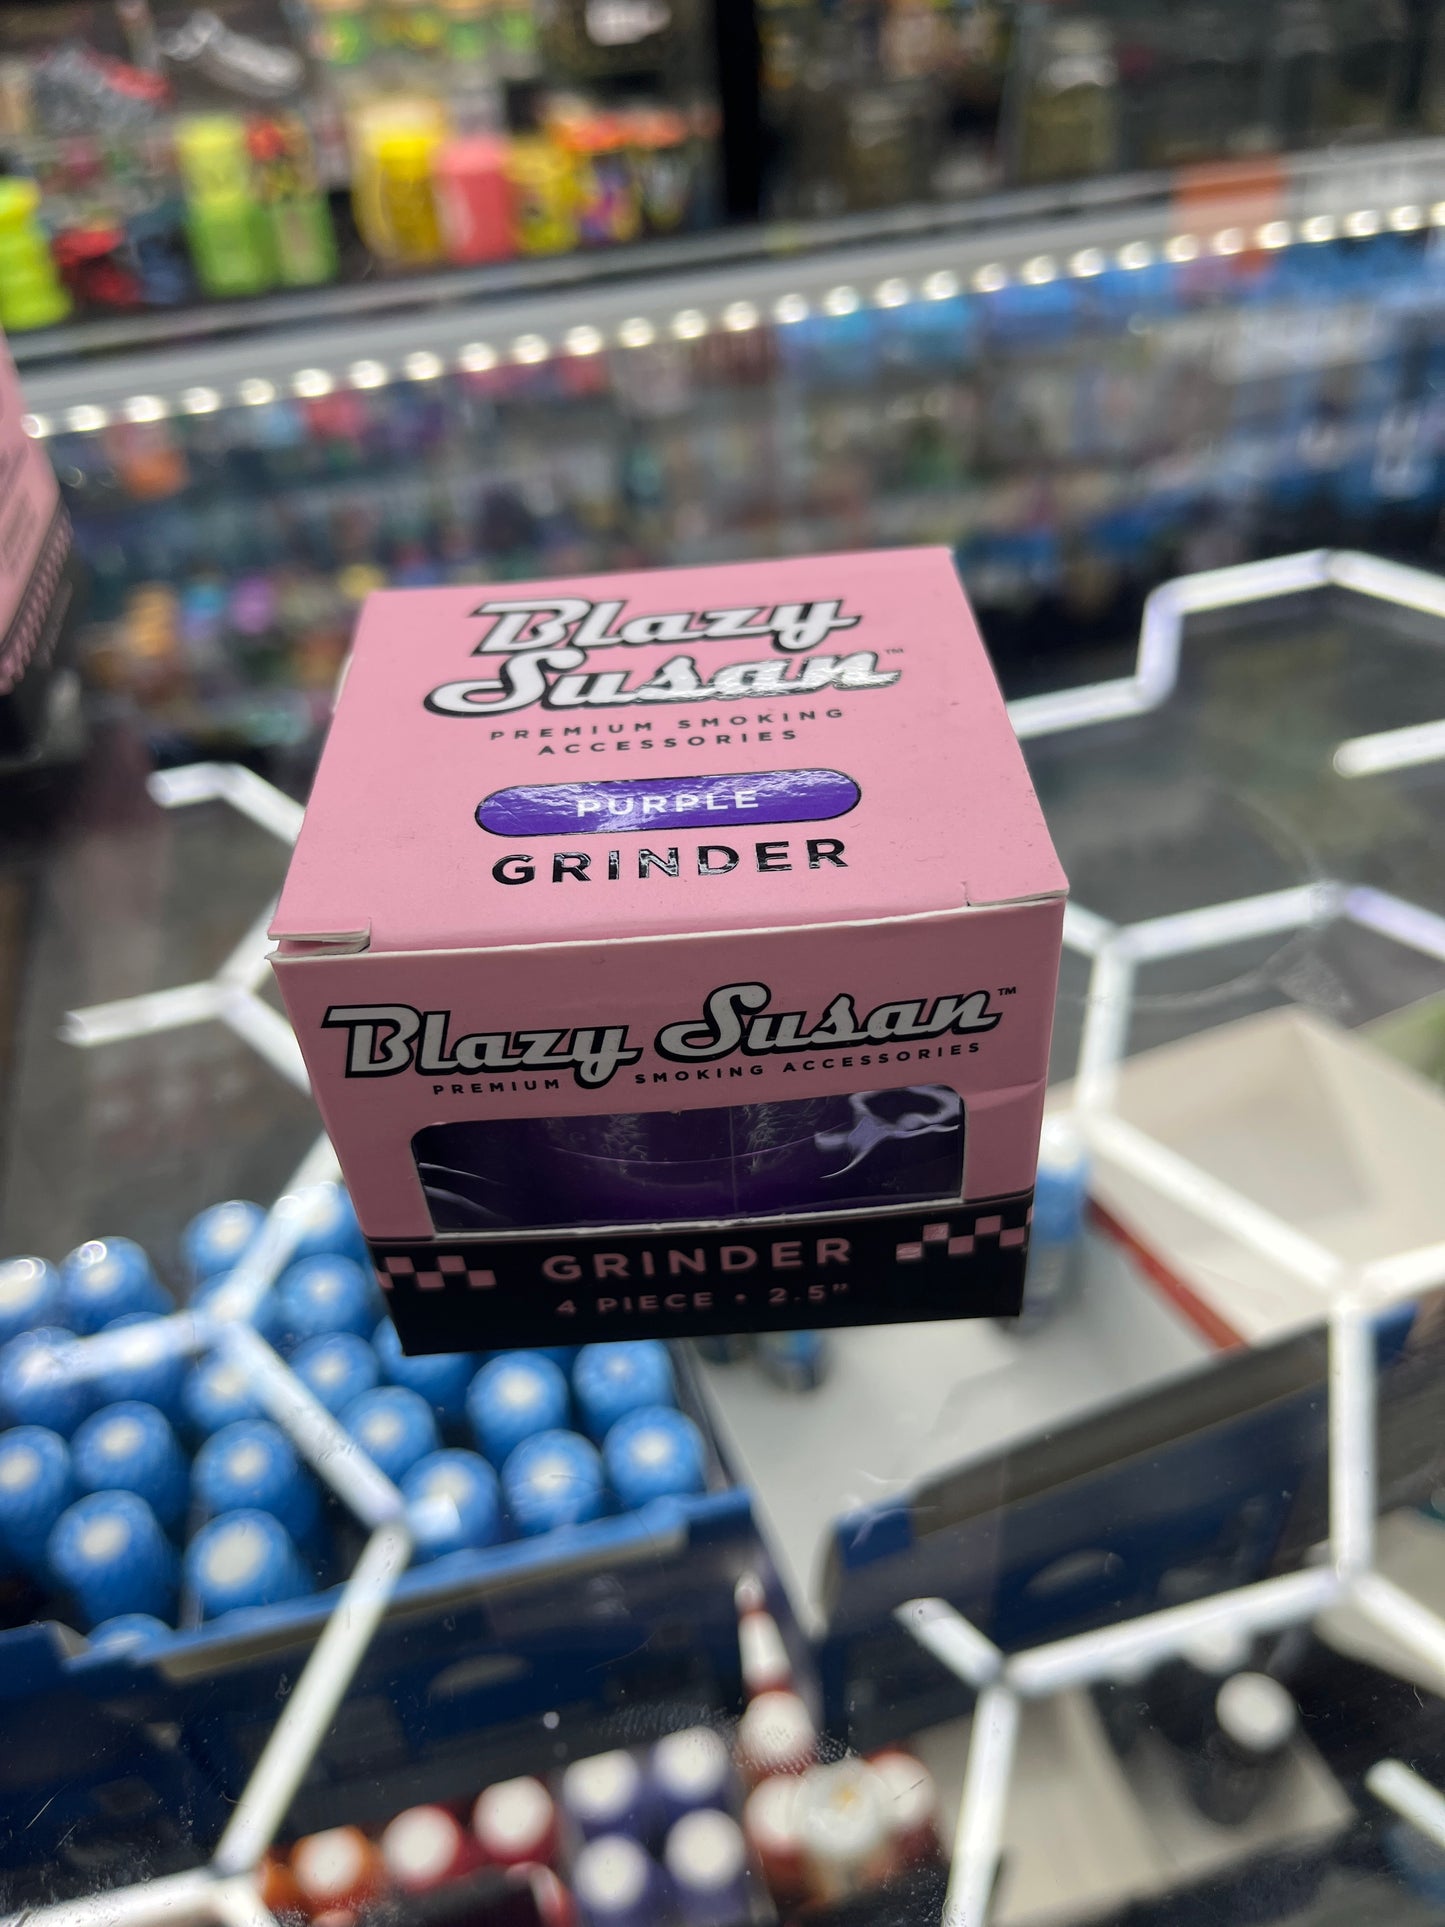 Blazy
Susan™
PREMIUM SMOKING
ACCESSORIES
PURPLE
GRINDER
Blazy Susan™
PREMIUM SMOKING ACCESSORIES
GRINDER
4 PIECE • 2.5"